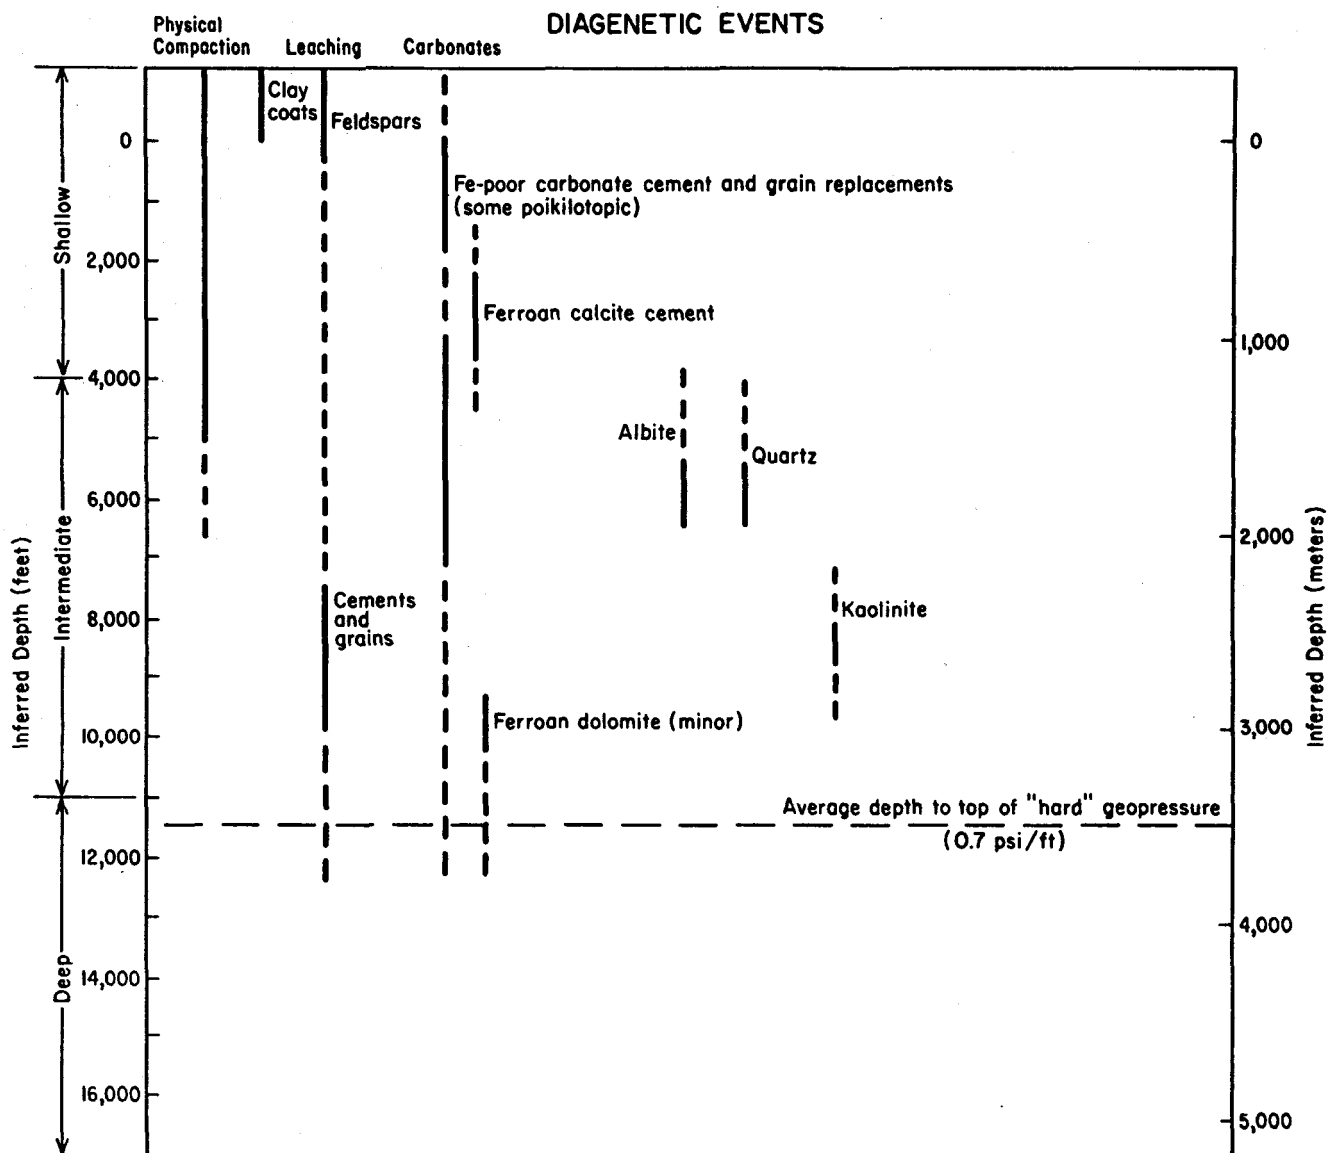 DIAGENETIC EVENTS
Physical
Compaction
Leaching
Carbonates
Clay
coats
Feldspars
Fe-poor carbonate cement and grain replacements
(some poikilotopic)
Ferroan calcite cement
Albite
Quartz
Cements
and
grains
Kaolinite
Ferroan dolomite (minor)
Average depth to top of "hard" geopressure
(0.7 psi/ft)
Inferred Depth (feet)
Shallow
Intermediate
Deep
0
2,000
4,000
6,000
8,000
10,000
12,000
14,000
16,000
0
1,000
2,000
3,000
4,000
5,000
Inferred Depth (meters)